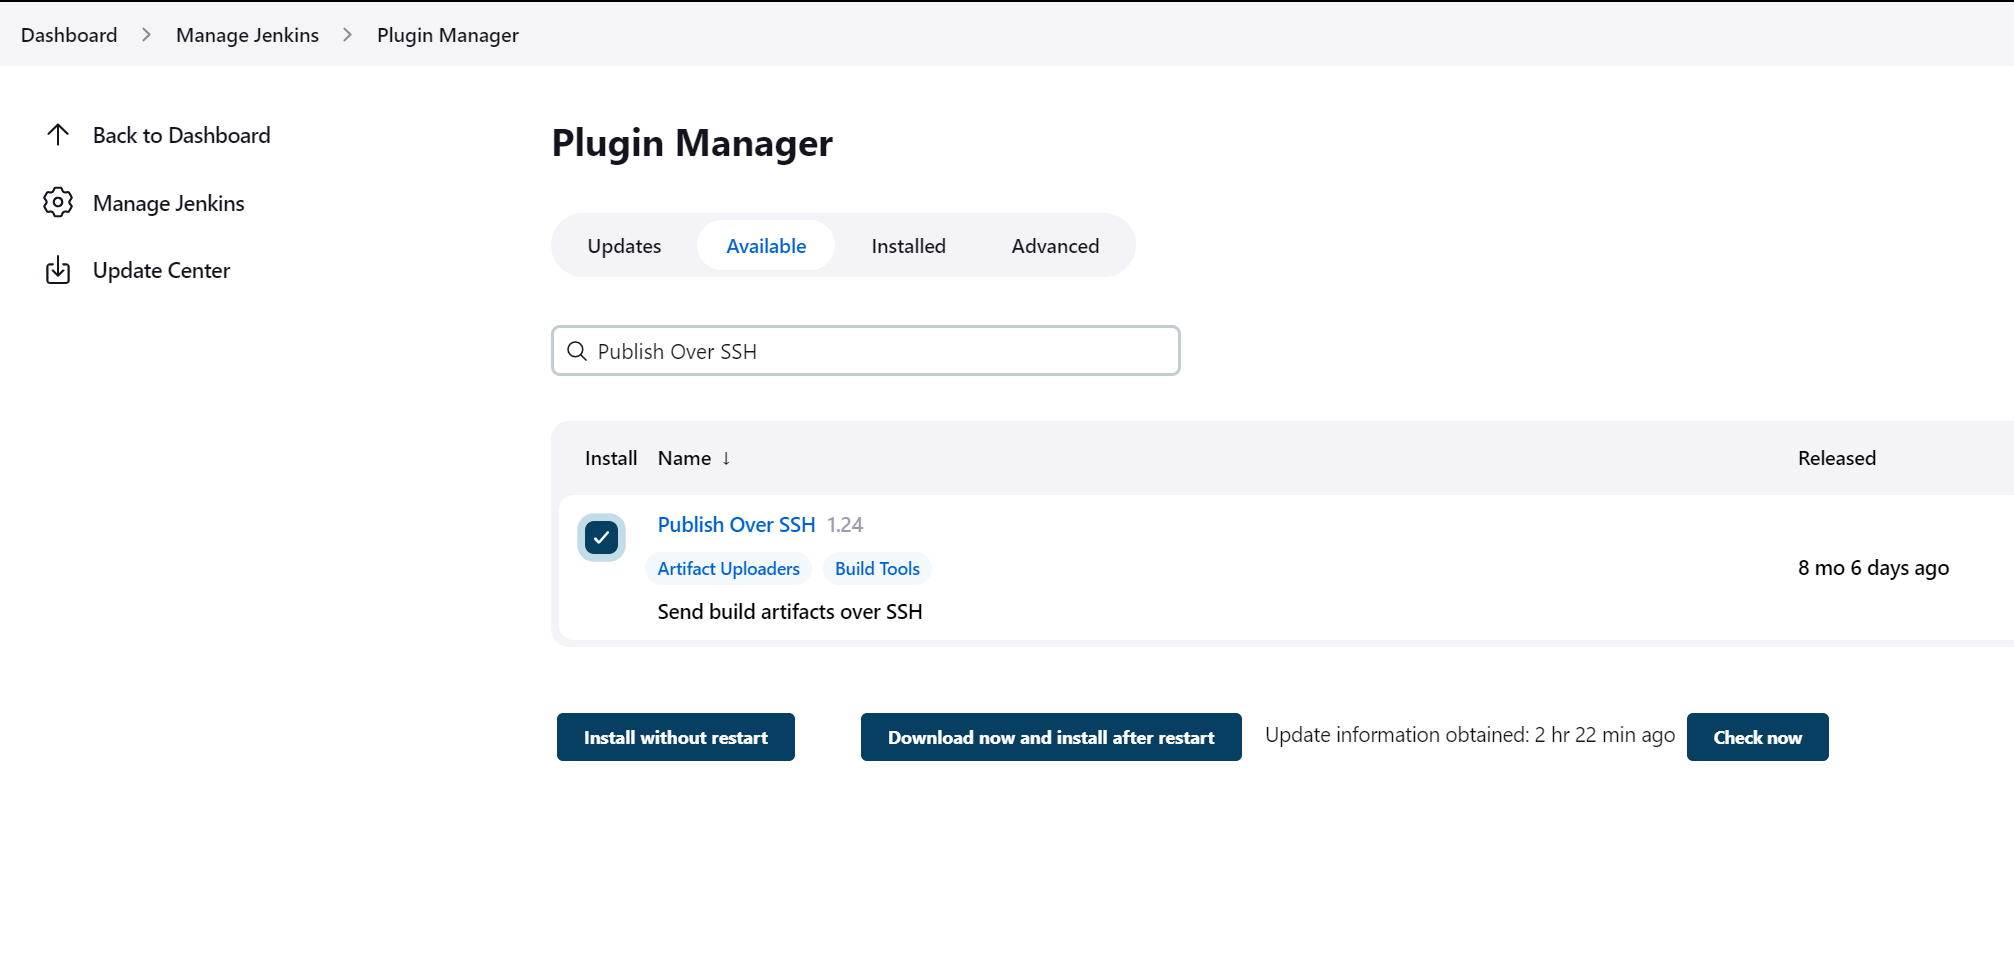 Dashboard > Manage Jenkins > Plugin Manager
Back to Dashboard
Manage Jenkins
Update Center
Plugin Manager
Updates Available Installed Advanced
Publish Over SSH
Install Name ↓ Released
Publish Over SSH 1.24
Artifact Uploaders Build Tools
8 mo 6 days ago
Send build artifacts over SSH
Install without restart Download now and install after restart Update information obtained: 2 hr 22 min ago Check now